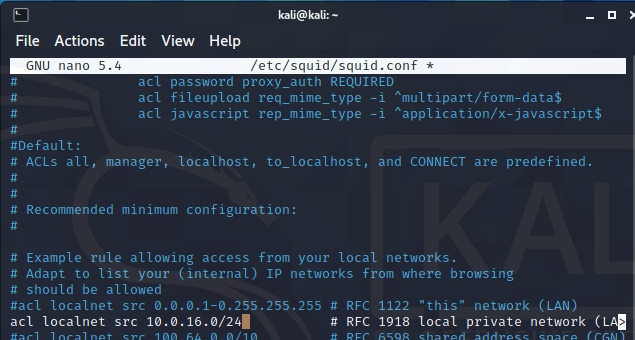 kali@kali: ~
File Actions Edit View Help
GNU nano 5.4 /etc/squid/squid.conf *
# acl password proxy_auth REQUIRED
# acl fileupload req_mime_type -i ^multipart/form-data$
# acl javascript rep_mime_type -i ^application/x-javascript$
#
#Default:
# ACLs all, manager, localhost, to_localhost, and CONNECT are predefined.
#
#
# Recommended minimum configuration:
#
# Example rule allowing access from your local networks.
# Adapt to list your (internal) IP networks from where browsing
# should be allowed
#acl localnet src 0.0.0.1-0.255.255.255 # RFC 1122 "this" network (LAN)
acl localnet src 10.0.16.0/24 # RFC 1918 local private network (LA>
#acl localnet src 100.64.0.0/10 # RFC 6598 shared address space (CGN)
KAL